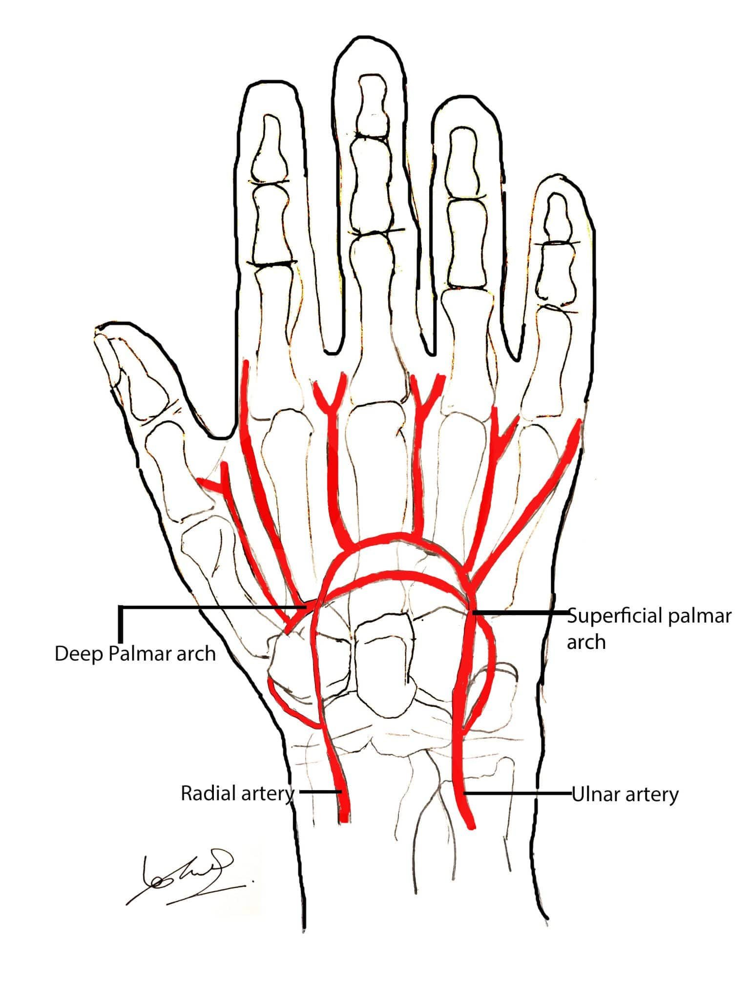 Deep Palmar arch
Superficial palmar
arch
Radial artery
Ulnar artery